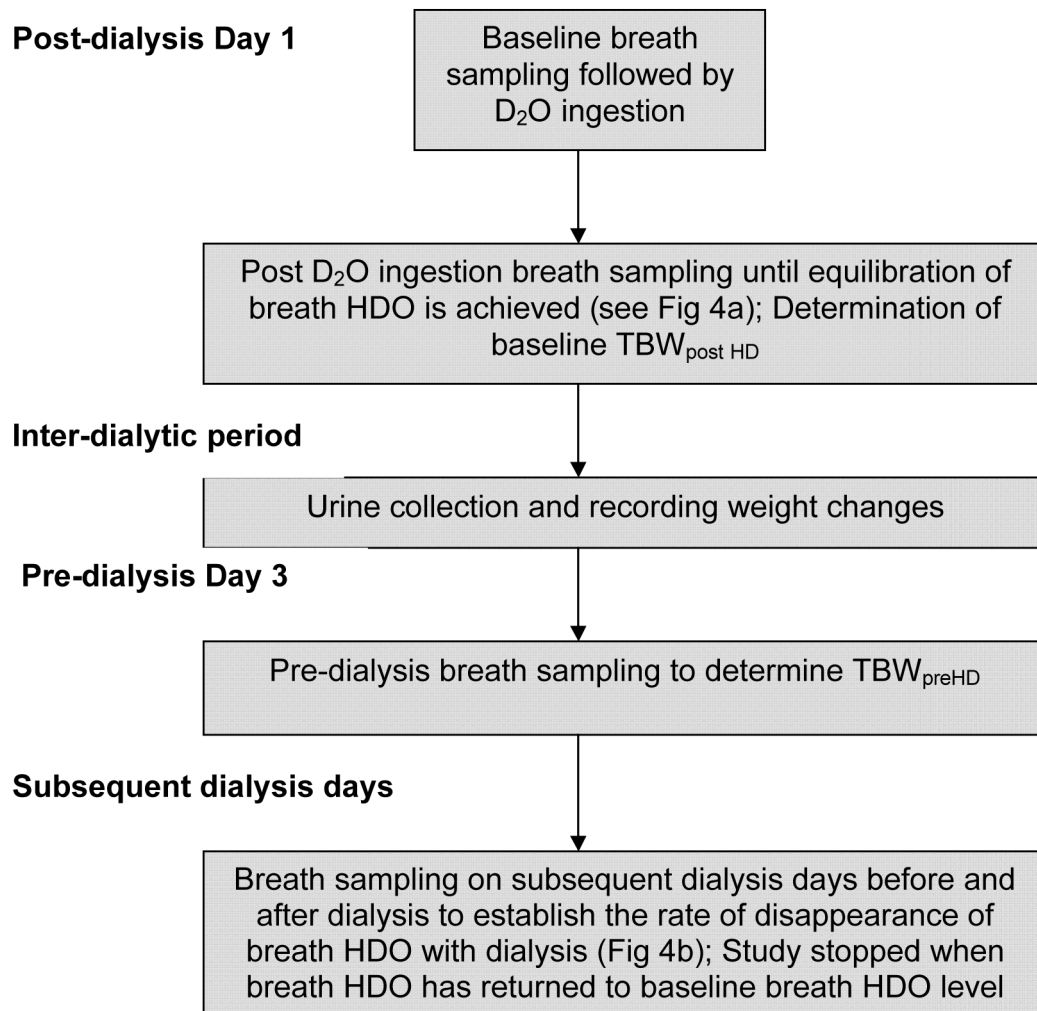 Post-dialysis Day 1
Baseline breath
sampling followed by
D₂O ingestion
Post D₂O ingestion breath sampling until equilibration of
breath HDO is achieved (see Fig 4a); Determination of
baseline TBWpost HD
Inter-dialytic period
Urine collection and recording weight changes
Pre-dialysis Day 3
Pre-dialysis breath sampling to determine TBWpreHD
Subsequent dialysis days
Breath sampling on subsequent dialysis days before and
after dialysis to establish the rate of disappearance of
breath HDO with dialysis (Fig 4b); Study stopped when
breath HDO has returned to baseline breath HDO level